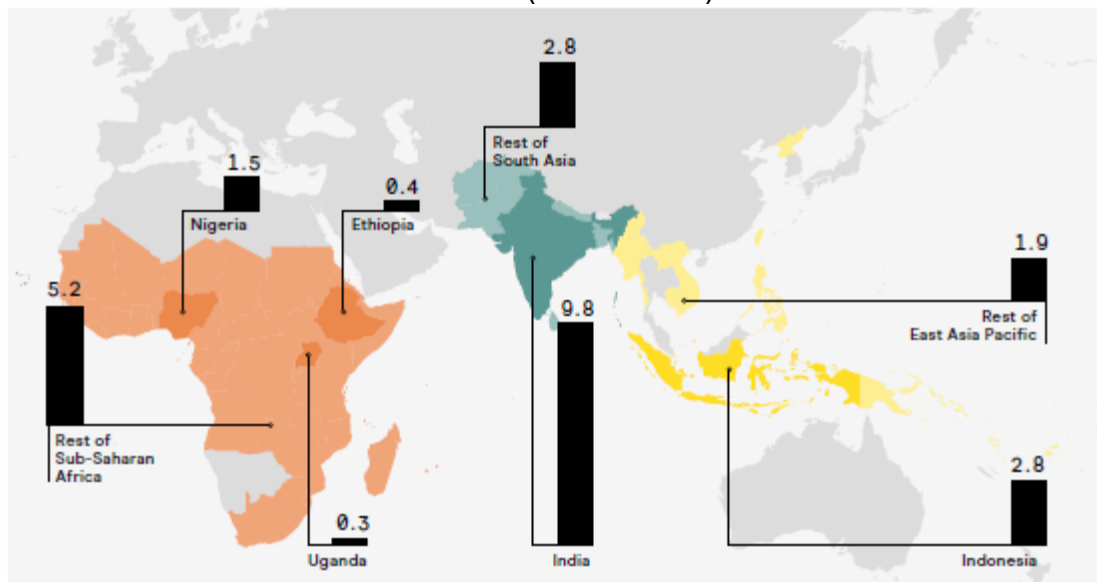 2.8
Rest of
South Asia
1.5
Nigeria
0.4
Ethiopia
5.2
Rest of
Sub-Saharan
Africa
1.9
Rest of
East Asia Pacific
9.8
India
0.3
Uganda
2.8
Indonesia